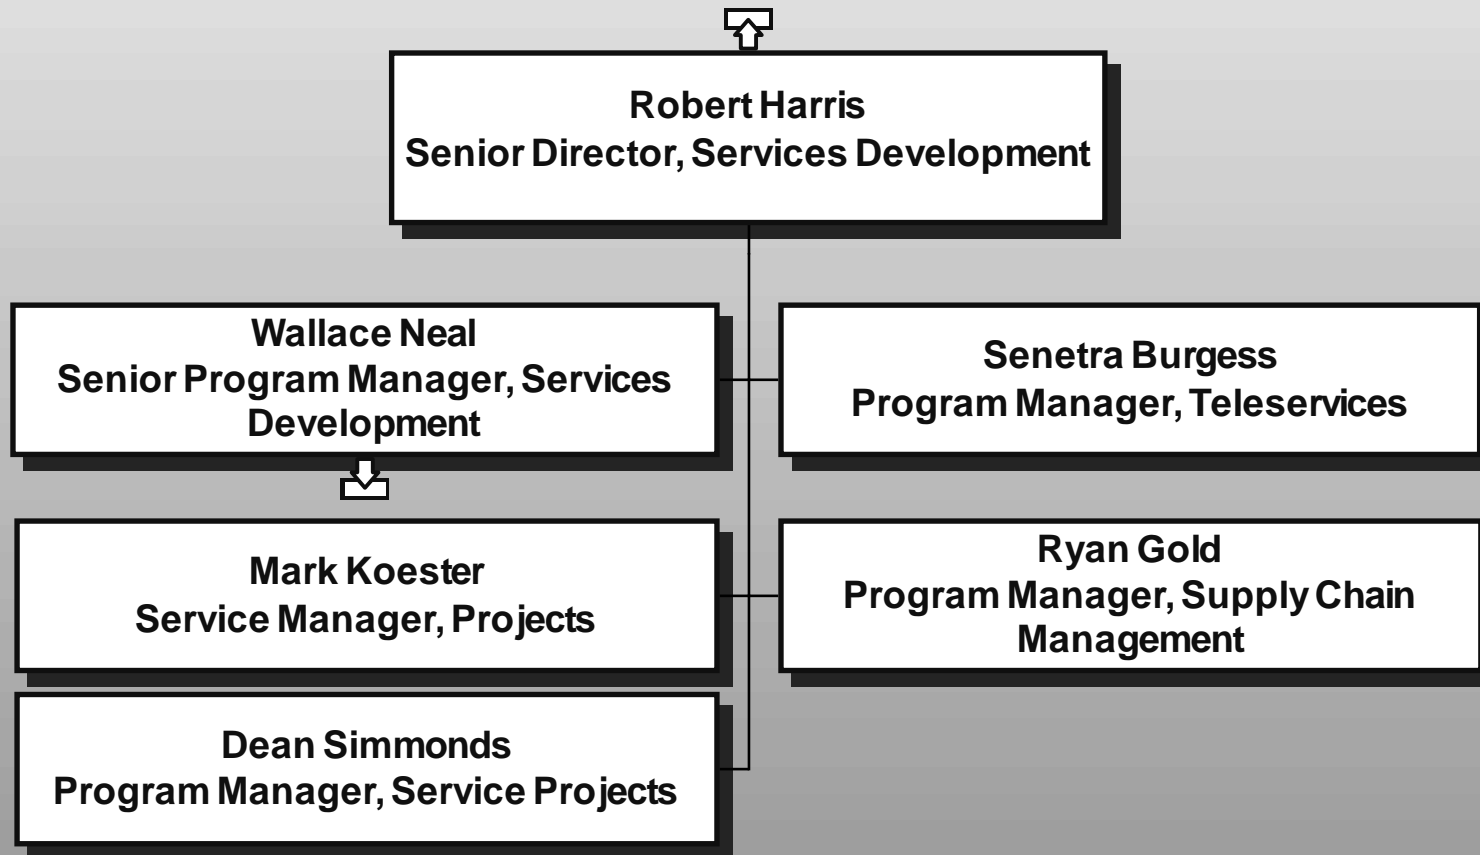 Robert Harris
Senior Director, Services Development
Wallace Neal
Senior Program Manager, Services
Development
Senetra Burgess
Program Manager, Teleservices
Mark Koester
Service Manager, Projects
Ryan Gold
Program Manager, Supply Chain
Management
Dean Simmonds
Program Manager, Service Projects